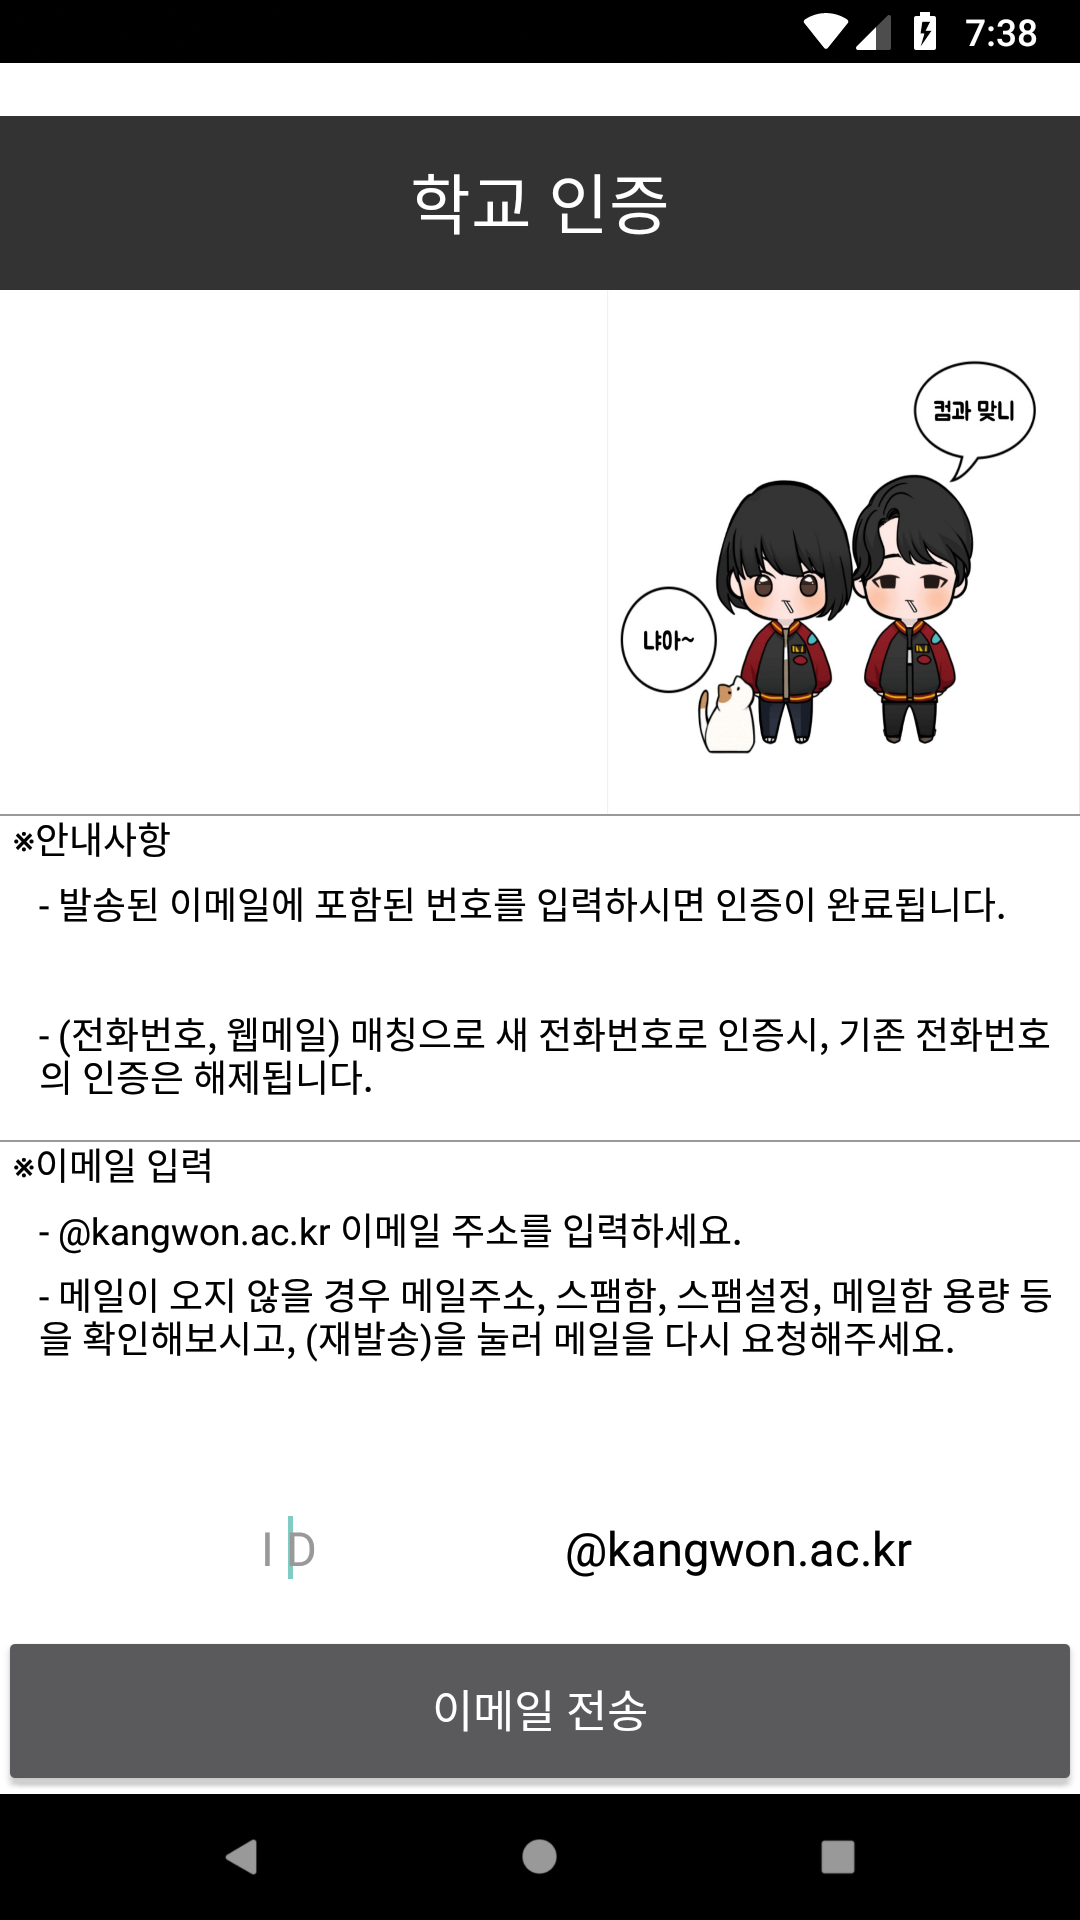 7:38
학교 인증
컴과 맞니
냐아~
※안내사항
- 발송된 이메일에 포함된 번호를 입력하시면 인증이 완료됩니다.
- (전화번호, 웹메일) 매칭으로 새 전화번호로 인증시, 기존 전화번호
의 인증은 해제됩니다.
※이메일 입력
- @kangwon.ac.kr 이메일 주소를 입력하세요.
- 메일이 오지 않을 경우 메일주소, 스팸함, 스팸설정, 메일함 용량 등
을 확인해보시고, (재발송)을 눌러 메일을 다시 요청해주세요.
I D @kangwon.ac.kr
이메일 전송